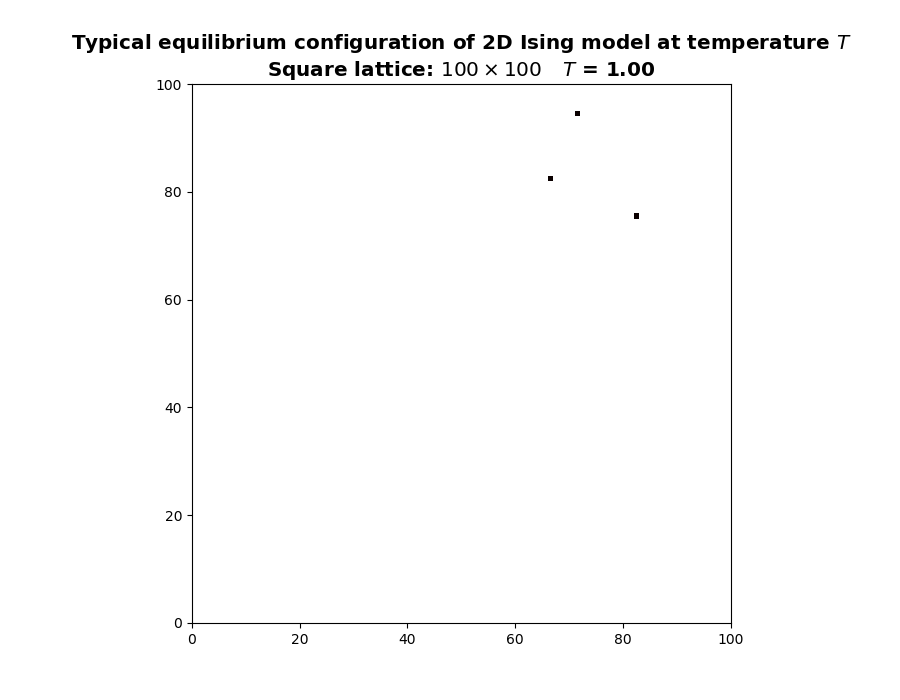 Typical equilibrium configuration of 2D Ising model at temperature T
Square lattice: 100 × 100 T = 1.00
100
80
60
40
20
0
0 20 40 60 80 100